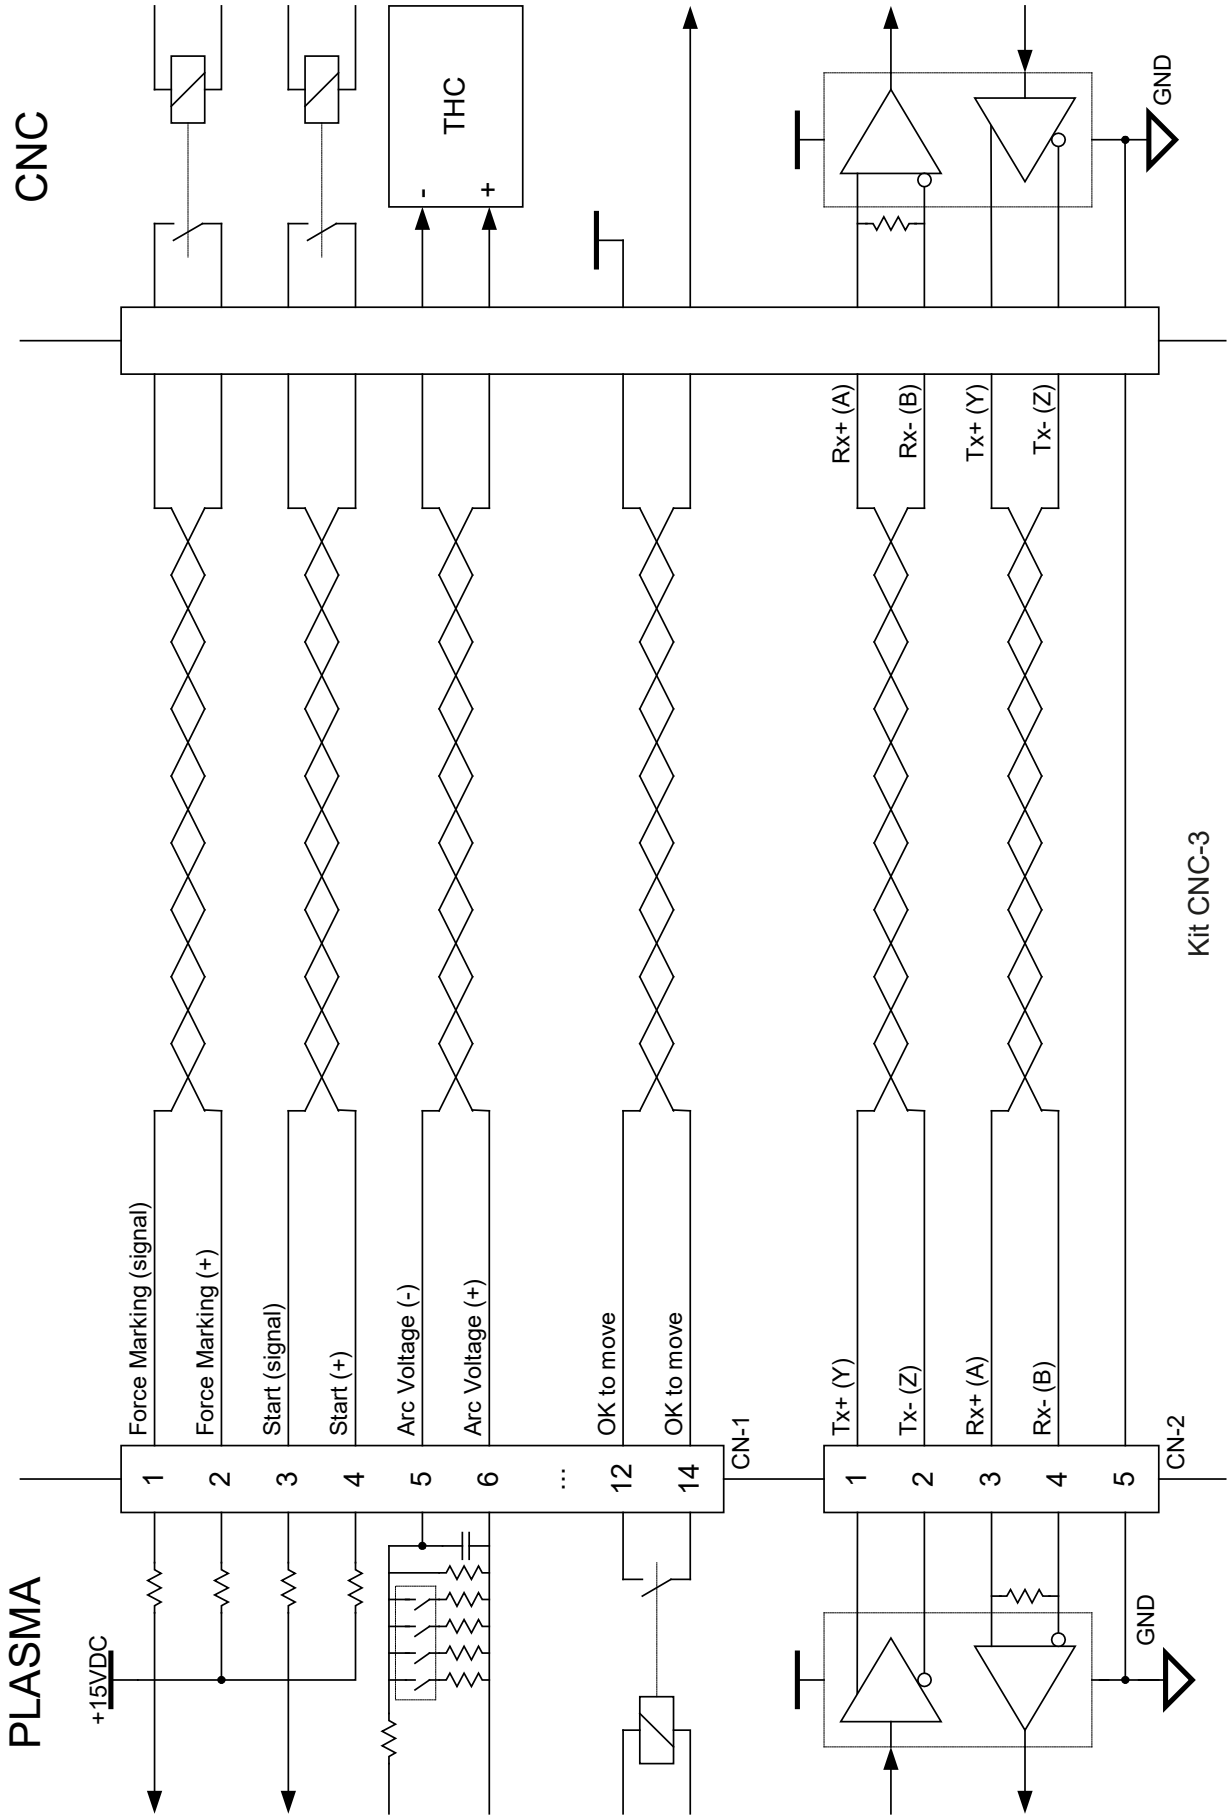 PLASMA
CNC
+15VDC
1
Force Marking (signal)
2
Force Marking (+)
3
Start (signal)
4
Start (+)
5
Arc Voltage (-)
-
THC
6
Arc Voltage (+)
+
...
12
OK to move
14
OK to move
CN-1
1
Tx+ (Y)
Rx+ (A)
2
Tx- (Z)
Rx- (B)
3
Rx+ (A)
Tx+ (Y)
4
Rx- (B)
Tx- (Z)
5
GND
GND
CN-2
Kit CNC-3